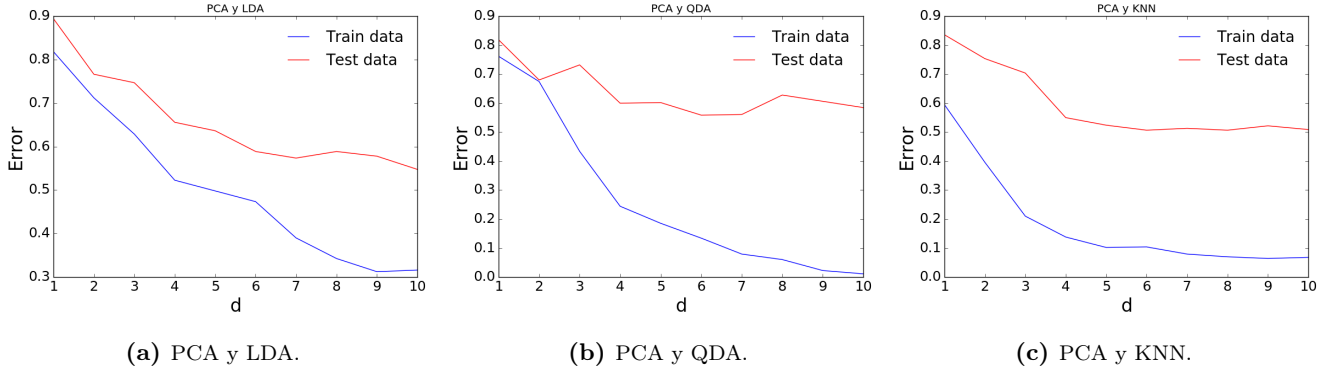 PCA y LDA
0.9
0.8
0.7
0.6
0.5
0.4
0.3
Error
1 2 3 4 5 6 7 8 9 10
d
Train data
Test data
(a) PCA y LDA.
PCA y QDA
0.9
0.8
0.7
0.6
0.5
0.4
0.3
0.2
0.1
0.0
Error
1 2 3 4 5 6 7 8 9 10
d
Train data
Test data
(b) PCA y QDA.
PCA y KNN
0.9
0.8
0.7
0.6
0.5
0.4
0.3
0.2
0.1
0.0
Error
1 2 3 4 5 6 7 8 9 10
d
Train data
Test data
(c) PCA y KNN.